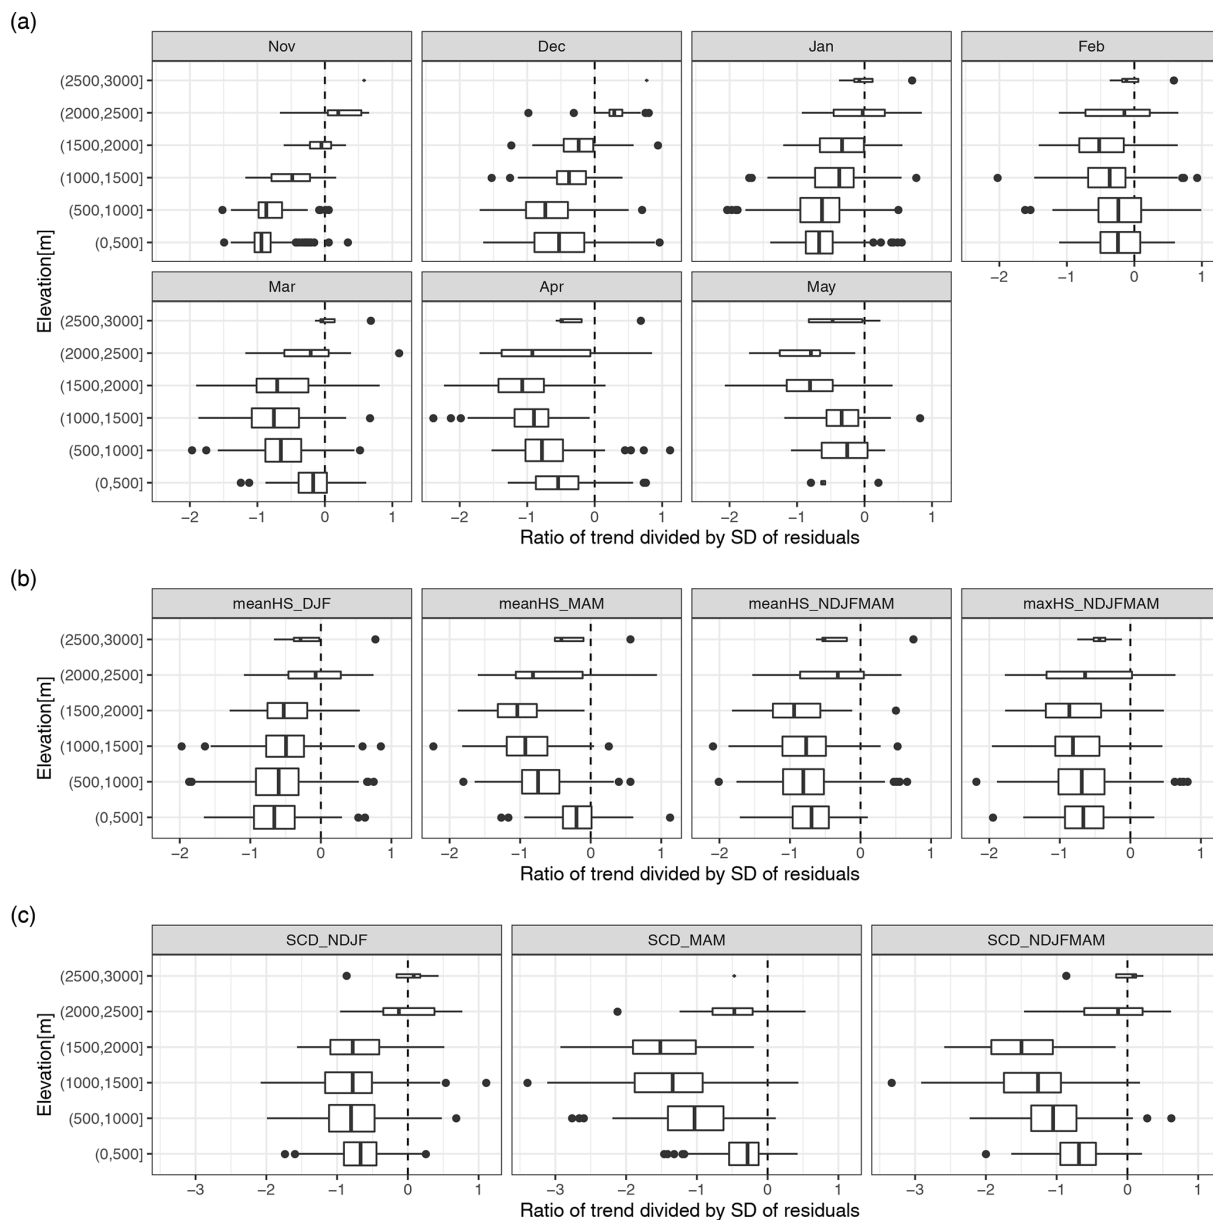 (a)
Nov Dec Jan Feb
Elevation[m]
(2500,3000]
(2000,2500]
(1500,2000]
(1000,1500]
(500,1000]
(0,500]
−2 −1 0 1
Mar Apr May
(2500,3000]
(2000,2500]
(1500,2000]
(1000,1500]
(500,1000]
(0,500]
−2 −1 0 1 −2 −1 0 1 −2 −1 0 1
Ratio of trend divided by SD of residuals
(b)
meanHS_DJF meanHS_MAM meanHS_NDJFMAM maxHS_NDJFMAM
Elevation[m]
(2500,3000]
(2000,2500]
(1500,2000]
(1000,1500]
(500,1000]
(0,500]
−2 −1 0 1 −2 −1 0 1 −2 −1 0 1 −2 −1 0 1
Ratio of trend divided by SD of residuals
(c)
SCD_NDJF SCD_MAM SCD_NDJFMAM
Elevation[m]
(2500,3000]
(2000,2500]
(1500,2000]
(1000,1500]
(500,1000]
(0,500]
−3 −2 −1 0 1 −3 −2 −1 0 1 −3 −2 −1 0 1
Ratio of trend divided by SD of residuals